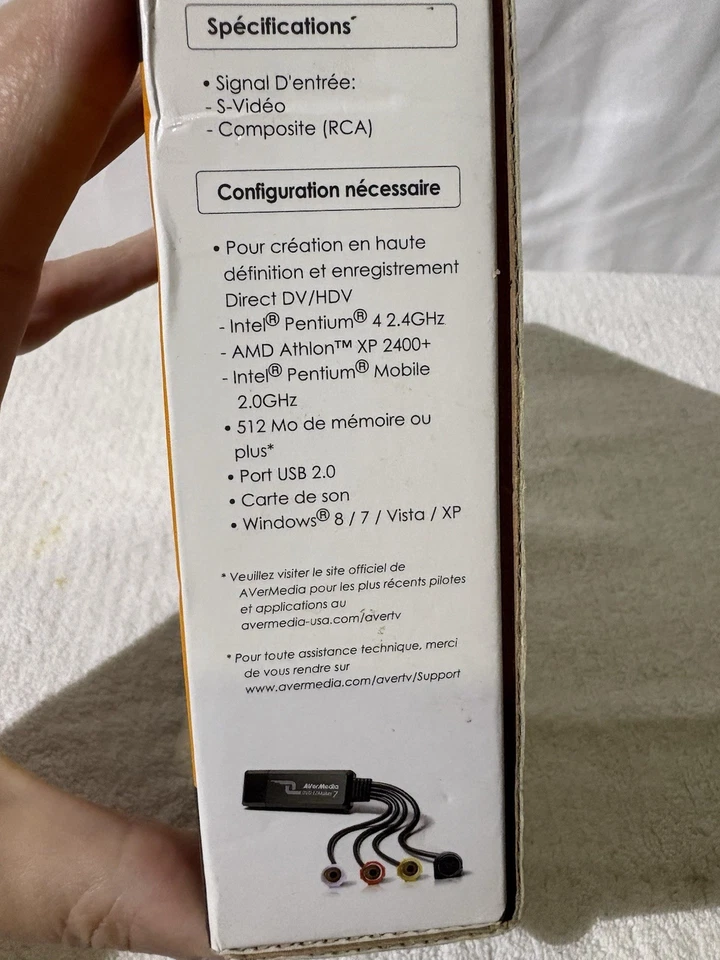 Spécifications
• Signal D'entrée:
- S-Vidéo
- Composite (RCA)
Configuration nécessaire
• Pour création en haute
définition et enregistrement
Direct DV/HDV
- Intel® Pentium® 4 2.4GHz
- AMD Athlon™ XP 2400+
- Intel® Pentium® Mobile
2.0GHz
• 512 Mo de mémoire ou
plus*
• Port USB 2.0
• Carte de son
• Windows® 8 / 7 / Vista / XP
* Veuillez visiter le site officiel de
AVerMedia pour les plus récents pilotes
et applications au
avermedia-usa.com/avertv
* Pour toute assistance technique, merci
de vous rendre sur
www.avermedia.com/avertv/Support
AVerMedia
DVD EZMaker 7